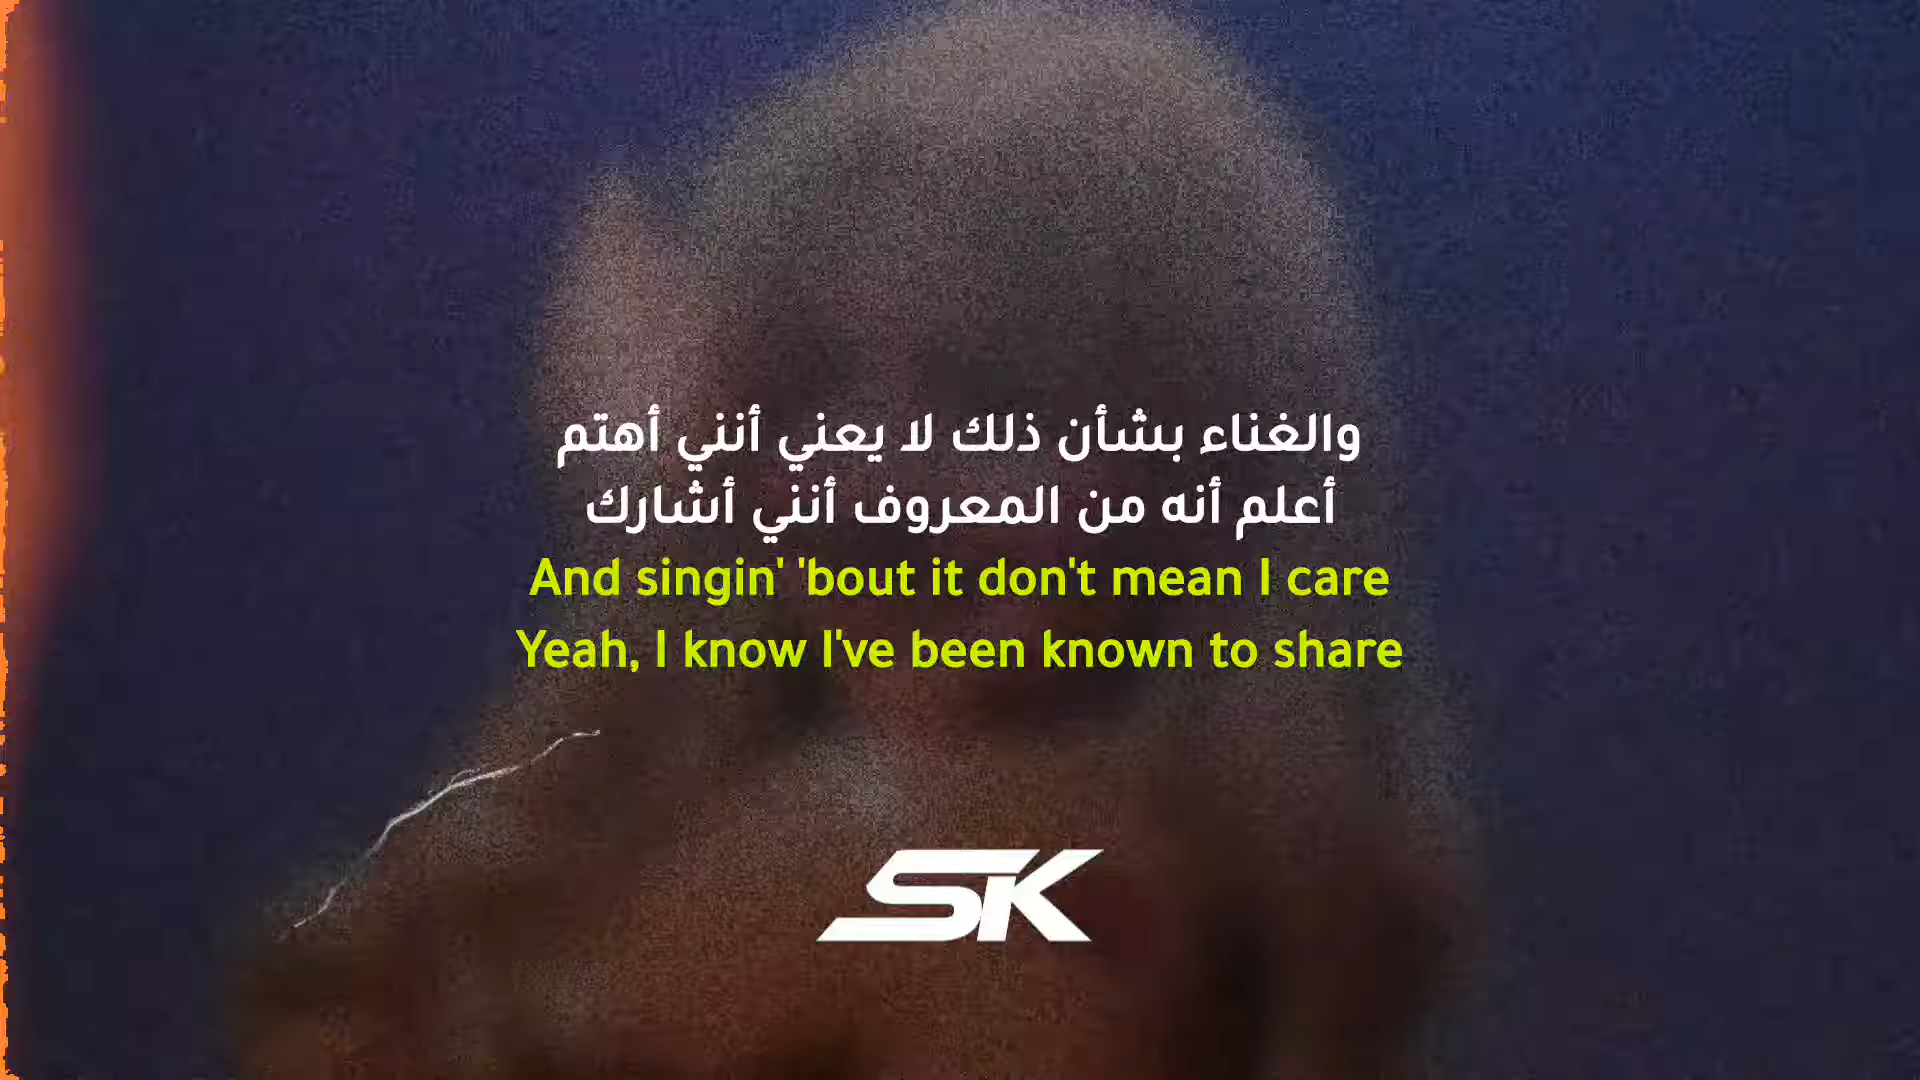 والغناء بشأن ذلك لا يعني أنني أهتم
أعلم أنه من المعروف أنني أشارك
And singin' 'bout it don't mean I care
Yeah, I know I've been known to share
SK